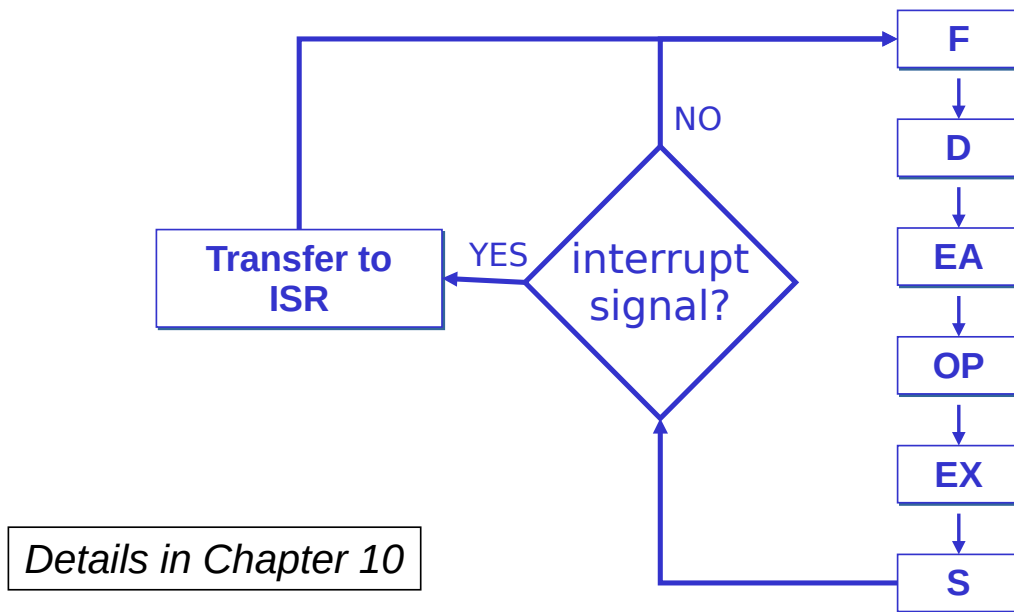 F
NO
D
Transfer to
ISR
YES
interrupt
signal?
EA
OP
EX
Details in Chapter 10
S